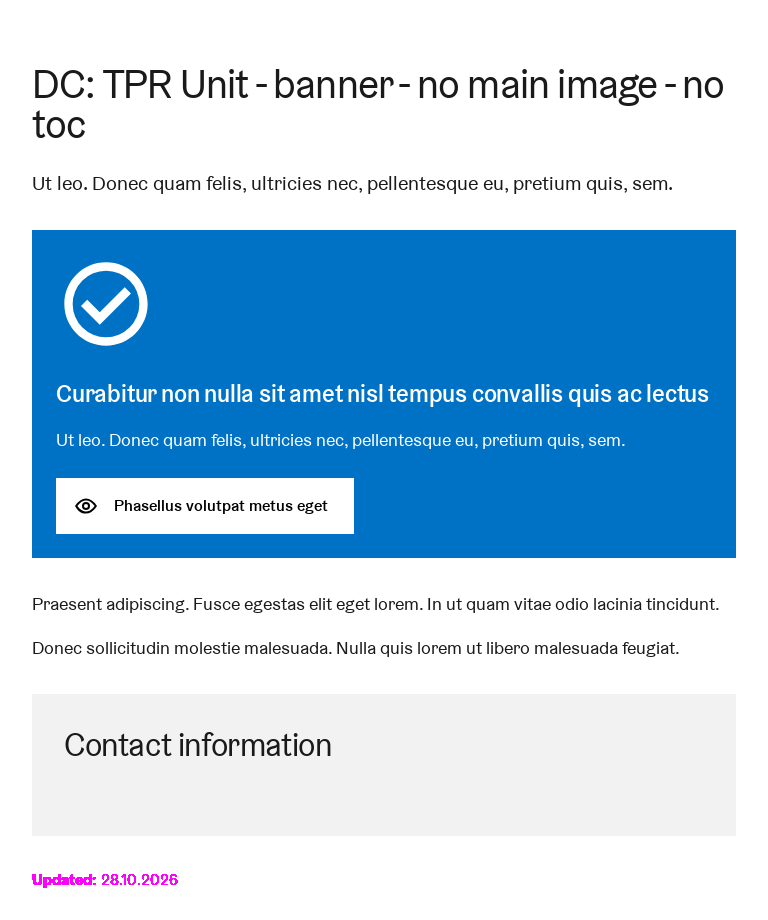 DC: TPR Unit - banner - no main image - no
toc
Ut leo. Donec quam felis, ultricies nec, pellentesque eu, pretium quis, sem.
Curabitur non nulla sit amet nisl tempus convallis quis ac lectus
Ut leo. Donec quam felis, ultricies nec, pellentesque eu, pretium quis, sem.
Phasellus volutpat metus eget
Praesent adipiscing. Fusce egestas elit eget lorem. In ut quam vitae odio lacinia tincidunt.
Donec sollicitudin molestie malesuada. Nulla quis lorem ut libero malesuada feugiat.
Contact information
Updated: 28.10.2026